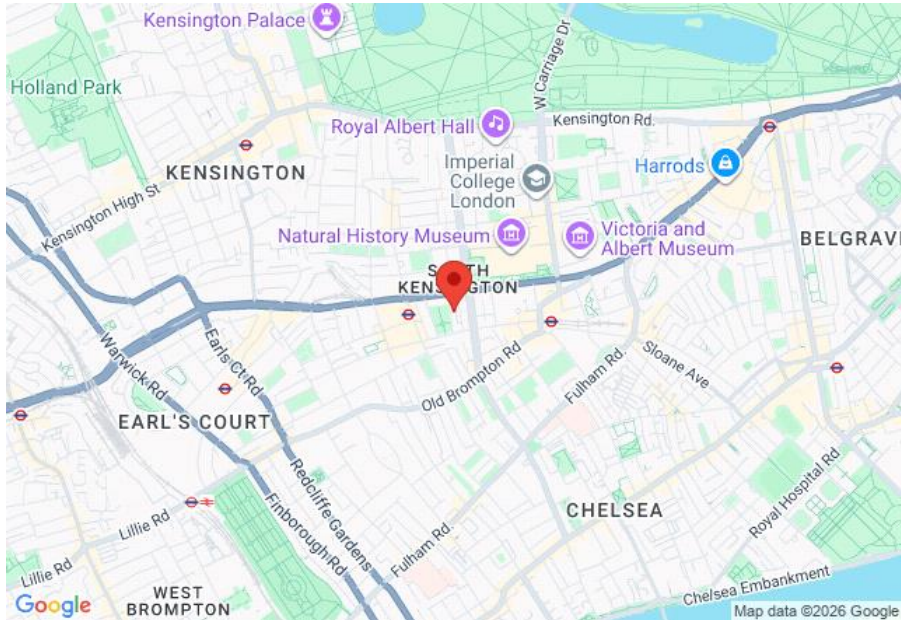 Kensington Palace
Holland Park
W Carriage Dr
Royal Albert Hall
Kensington Rd.
Imperial
College
London
Harrods
KENSINGTON
Kensington High St
Natural History Museum
Victoria and
Albert Museum
BELGRAVI
SOUTH
KENSINGTON
Warwick Rd
Earls Ct Rd
Old Brompton Rd
Fulham Rd.
Sloane Ave
EARL'S COURT
Redcliffe Gardens
Finborough Rd
Lillie Rd
CHELSEA
Royal Hospital Rd
Fulham Rd.
Lillie Rd
WEST
BROMPTON
Chelsea Embankment
Google
Map data ©2026 Google